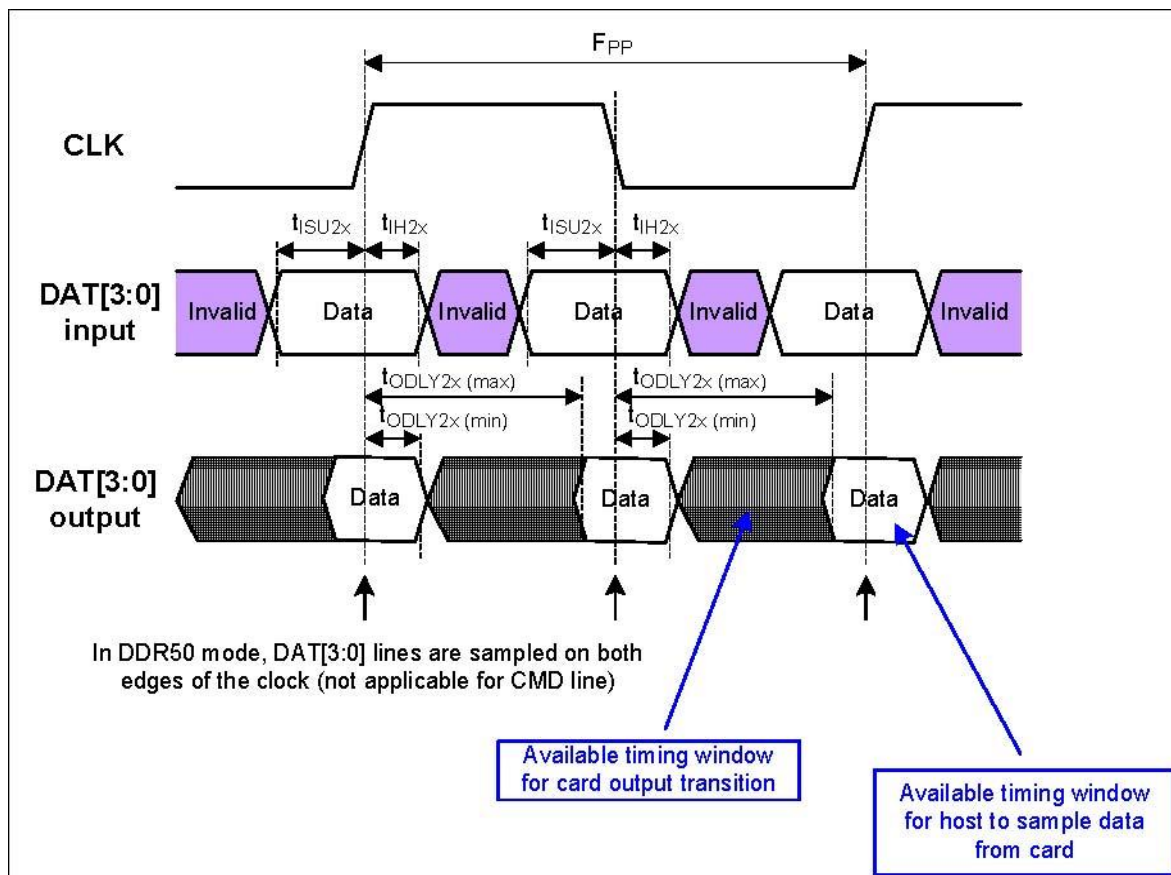 FPP
CLK
tISU2x tIH2x tISU2x tIH2x
DAT[3:0]
input
Invalid Data Invalid Data Invalid Data Invalid
tODLY2x (max) tODLY2x (max)
tODLY2x (min) tODLY2x (min)
DAT[3:0]
output
Data Data Data
In DDR50 mode, DAT[3:0] lines are sampled on both
edges of the clock (not applicable for CMD line)
Available timing window
for card output transition
Available timing window
for host to sample data
from card